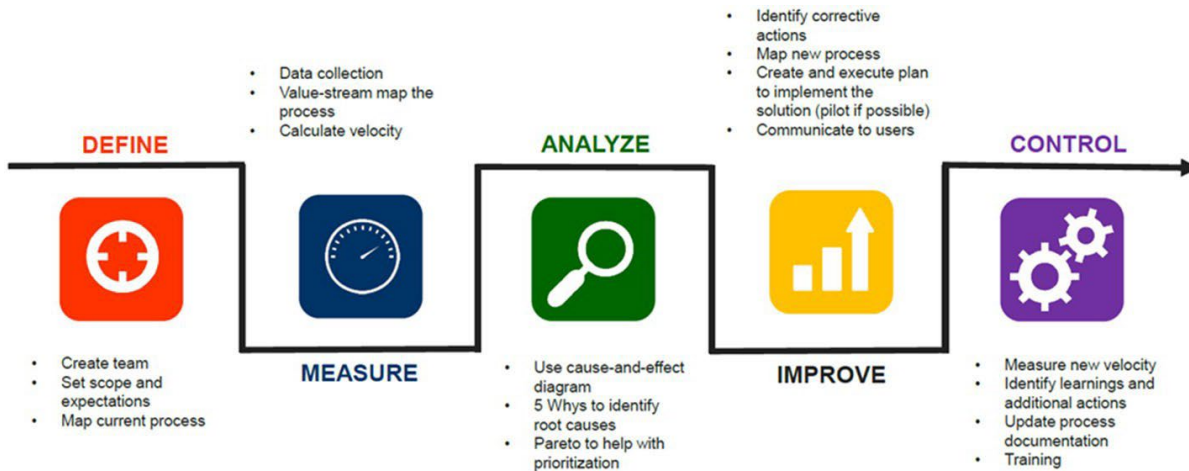 DEFINE
• Create team
• Set scope and
expectations
• Map current process
• Data collection
• Value-stream map the
process
• Calculate velocity
MEASURE
ANALYZE
• Use cause-and-effect
diagram
• 5 Whys to identify
root causes
• Pareto to help with
prioritization
• Identify corrective
actions
• Map new process
• Create and execute plan
to implement the
solution (pilot if possible)
• Communicate to users
IMPROVE
CONTROL
• Measure new velocity
• Identify learnings and
additional actions
• Update process
documentation
• Training